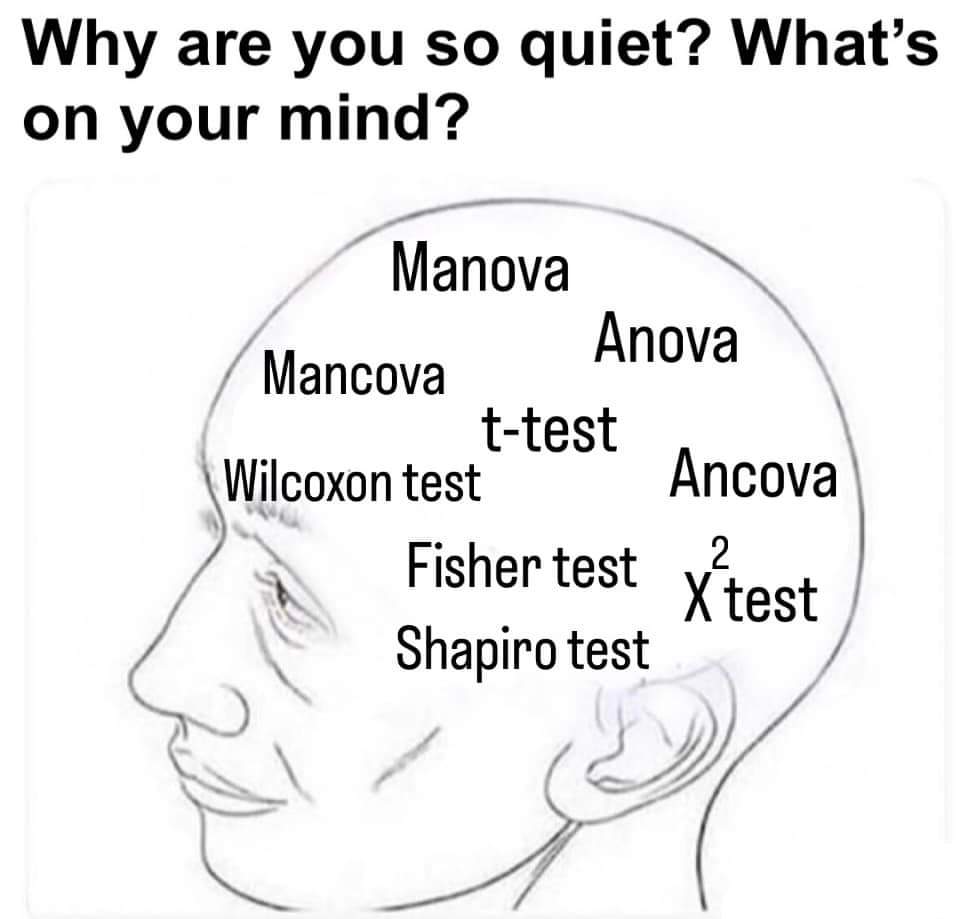 Why are you so quiet? What's
on your mind?
Manova
Anova
Mancova
t-test
Wilcoxon test
Ancova
Fisher test
X² test
Shapiro test